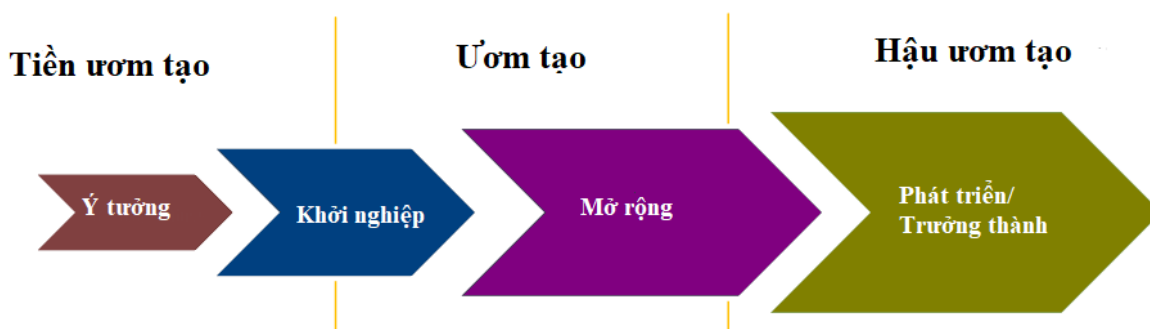 Tiền ươm tạo
Ươm tạo
Hậu ươm tạo
Ý tưởng
Khởi nghiệp
Mở rộng
Phát triển/
Trưởng thành